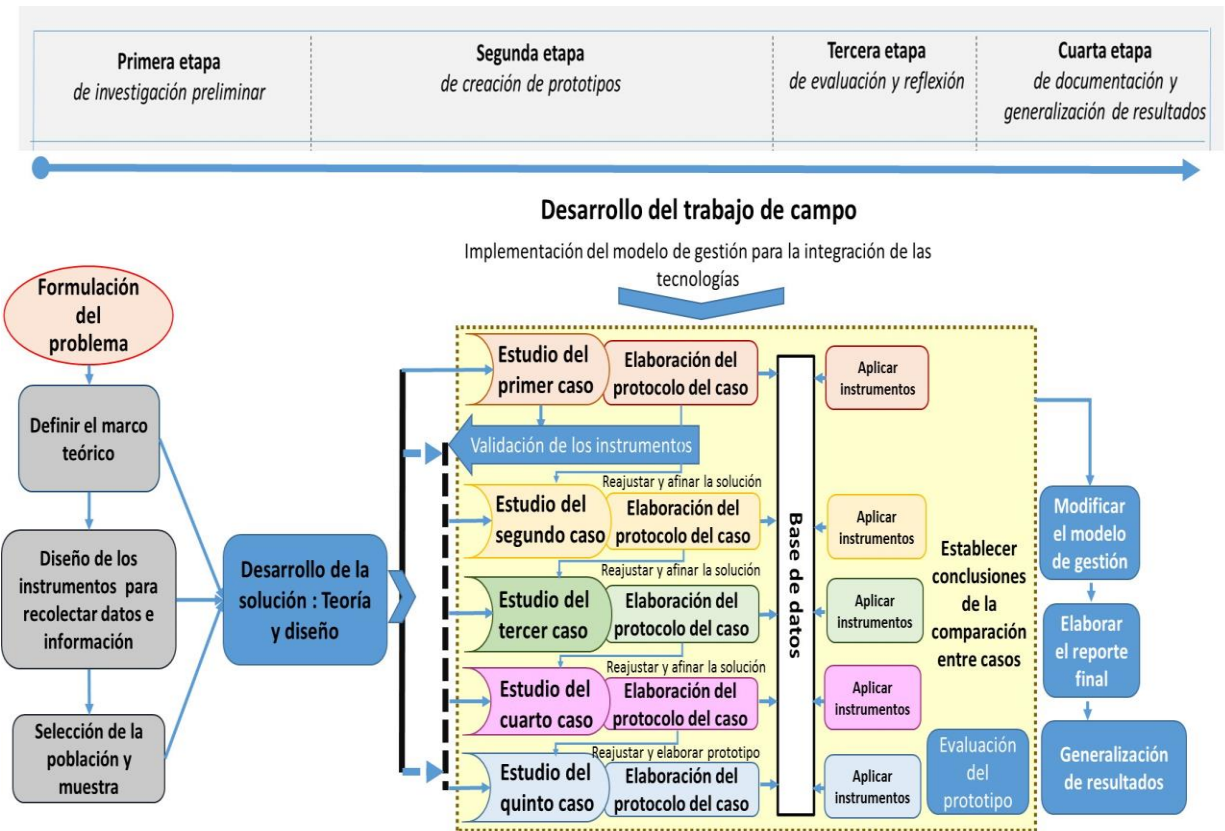 Primera etapa
de investigación preliminar
Segunda etapa
de creación de prototipos
Tercera etapa
de evaluación y reflexión
Cuarta etapa
de documentación y
generalización de resultados
Desarrollo del trabajo de campo
Implementación del modelo de gestión para la integración de las
tecnologías
Formulación
del
problema
Definir el marco
teórico
Diseño de los
instrumentos para
recolectar datos e
información
Selección de la
población y
muestra
Desarrollo de la
solución : Teoría
y diseño
Estudio del
primer caso
Elaboración del
protocolo del caso
Aplicar
instrumentos
Validación de los instrumentos
Reajustar y afinar la solución
Estudio del
segundo caso
Elaboración del
protocolo del caso
Aplicar
instrumentos
Reajustar y afinar la solución
Estudio del
tercer caso
Elaboración del
protocolo del caso
Aplicar
instrumentos
Reajustar y afinar la solución
Estudio del
cuarto caso
Elaboración del
protocolo del caso
Aplicar
instrumentos
Reajustar y elaborar prototipo
Estudio del
quinto caso
Elaboración del
protocolo del caso
Aplicar
instrumentos
Base de datos
Establecer
conclusiones
de la
comparación
entre casos
Evaluación
del
prototipo
Modificar
el modelo
de gestión
Elaborar
el reporte
final
Generalización
de resultados